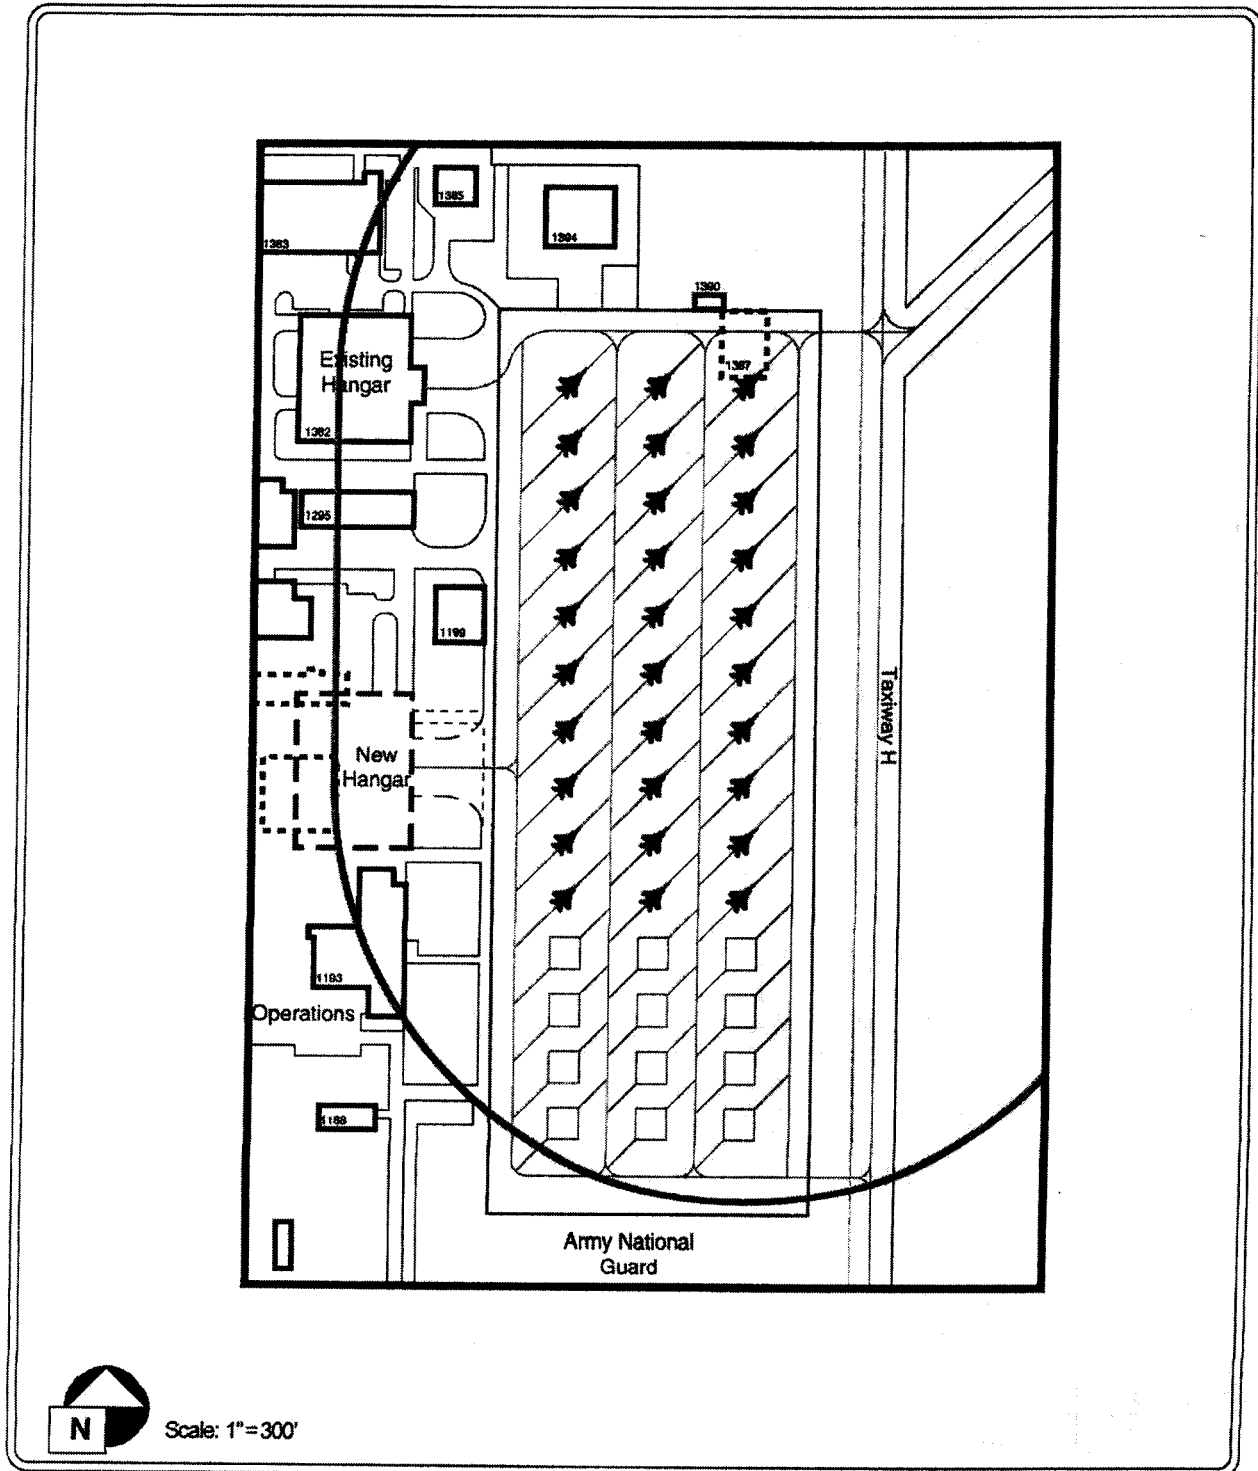 1385
1394
1383
1390
Existing
Hangar
1387
1382
1295
1199
Taxiway H
New
Hangar
1193
Operations
1188
Army National
Guard
N
Scale: 1"=300'